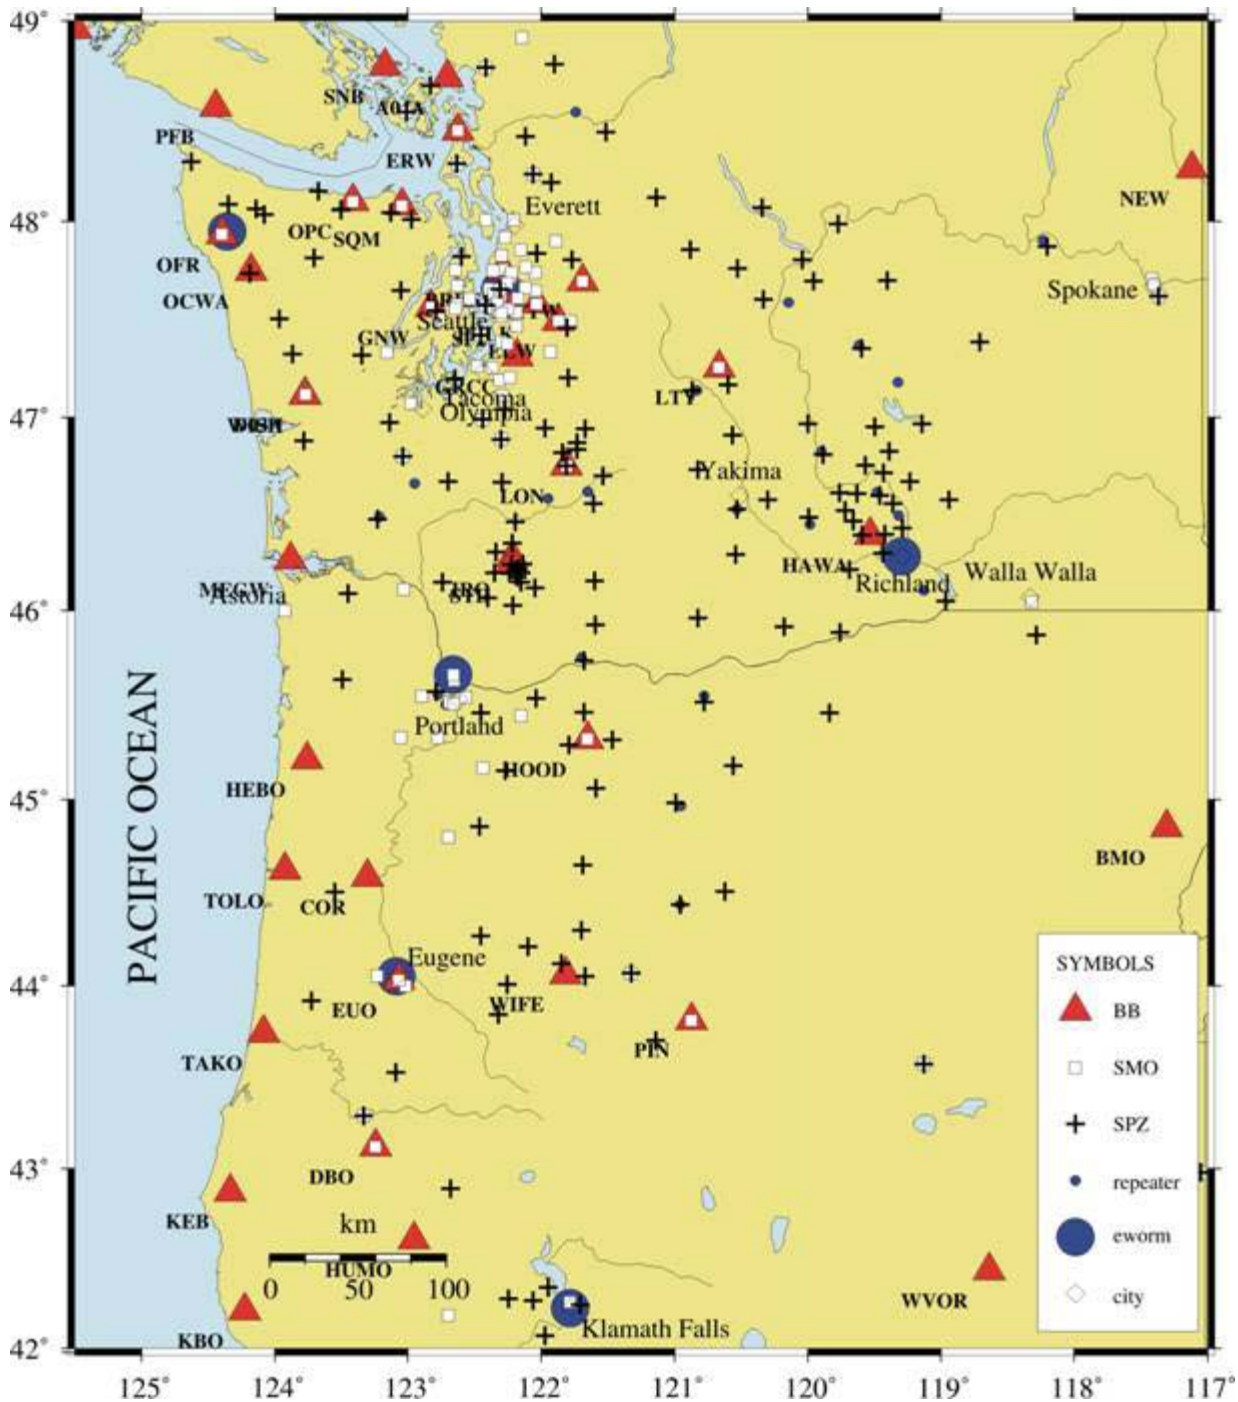 49°
SNB A04A
PFB
ERW
NEW
Everett
48°
OPC SQM
OFR
Spokane
OCWA
Seattle
GNW
GRCC
Tacoma
LTY
Olympia
47°
Yakima
LON
HAWA
Walla Walla
Richland
MEGW
Astoria
46°
Portland
HOOD
HEBO
45°
PACIFIC OCEAN
BMO
TOLO
COR
Eugene
SYMBOLS
44°
WIFE
EUO
BB
PIN
TAKO
SMO
SPZ
43°
DBO
repeater
KEB
km
eworm
HUMO
0 50 100
WVOR
city
Klamath Falls
KBO
42°
125° 124° 123° 122° 121° 120° 119° 118° 117°